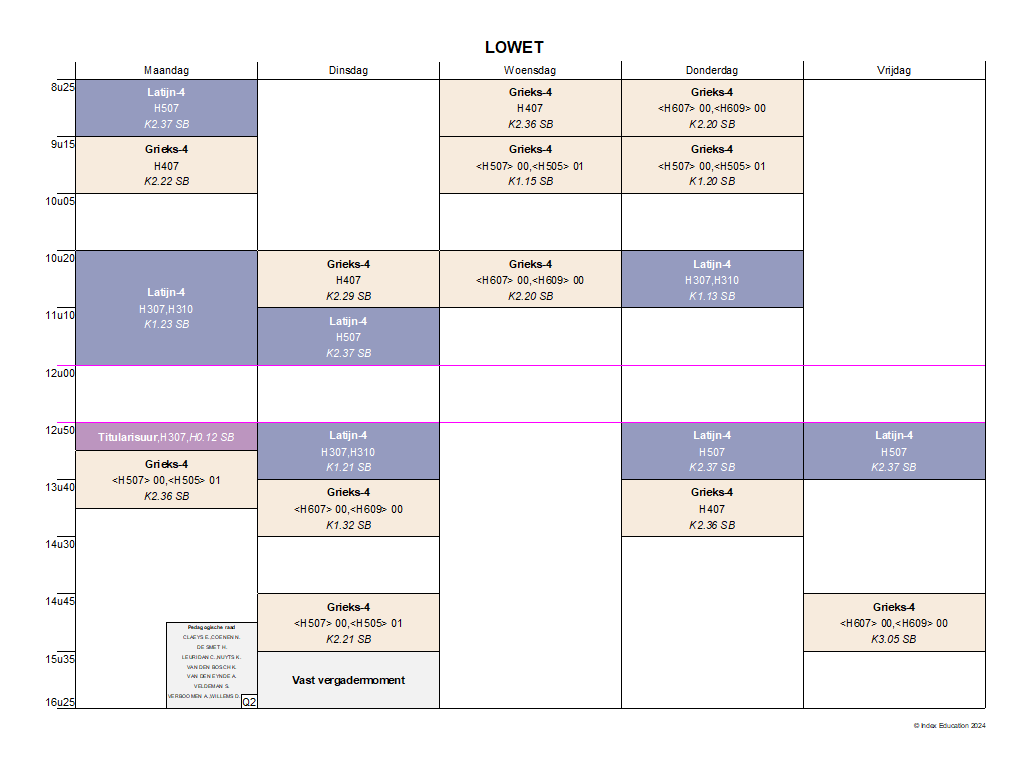 LOWET
Maandag
Dinsdag
Woensdag
Donderdag
Vrijdag
8u25
9u15
10u05
10u20
11u10
12u00
12u50
13u40
14u30
14u45
15u35
16u25
Latijn-4
H507
K2.37 SB
Grieks-4
H407
K2.22 SB
Latijn-4
H307,H310
K1.23 SB
Titularisuur,H307,H0.12 SB
Grieks-4
<H507> 00,<H505> 01
K2.36 SB
Pedagogische raad
CLAEYS E.,COENEN N.
DE SMET H.
LEURIDAN C.,NUYTS K.
VAN DEN BOSCH K.
VAN DEN EYNDE A.
VELDEMAN S.
VERBOOMEN A.,WILLEMS D.
Q2
Grieks-4
H407
K2.29 SB
Latijn-4
H507
K2.37 SB
Latijn-4
H307,H310
K1.21 SB
Grieks-4
<H607> 00,<H609> 00
K1.32 SB
Grieks-4
<H507> 00,<H505> 01
K2.21 SB
Vast vergadermoment
Grieks-4
H407
K2.36 SB
Grieks-4
<H507> 00,<H505> 01
K1.15 SB
Grieks-4
<H607> 00,<H609> 00
K2.20 SB
Grieks-4
<H607> 00,<H609> 00
K2.20 SB
Grieks-4
<H507> 00,<H505> 01
K1.20 SB
Latijn-4
H307,H310
K1.13 SB
Latijn-4
H507
K2.37 SB
Grieks-4
H407
K2.36 SB
Latijn-4
H507
K2.37 SB
Grieks-4
<H607> 00,<H609> 00
K3.05 SB
© Index Education 2024